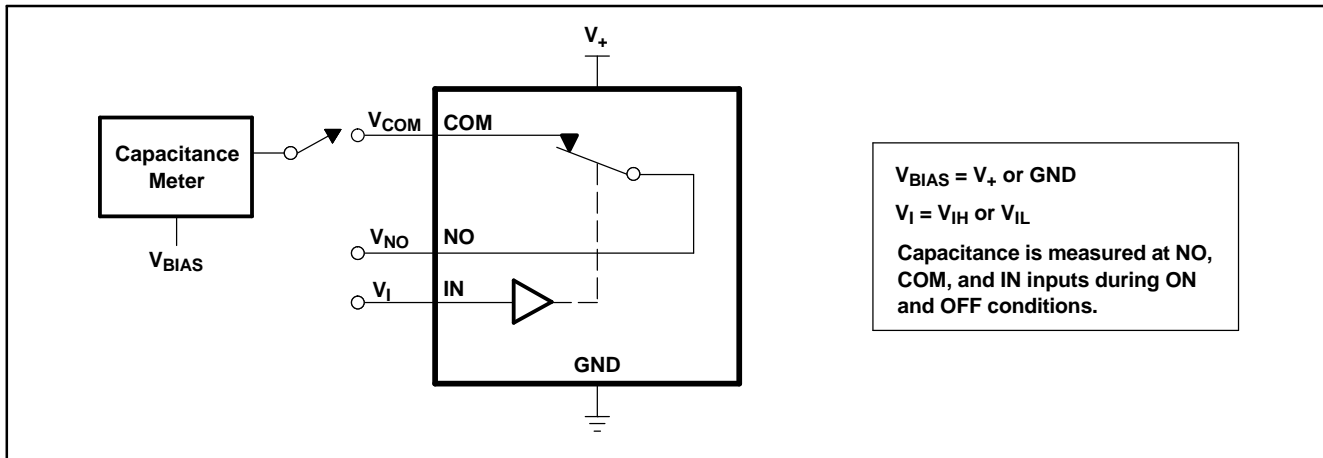 V+
VCOM COM
Capacitance
Meter
VBIAS
VNO NO
VI IN
GND
VBIAS = V+ or GND
VI = VIH or VIL
Capacitance is measured at NO,
COM, and IN inputs during ON
and OFF conditions.